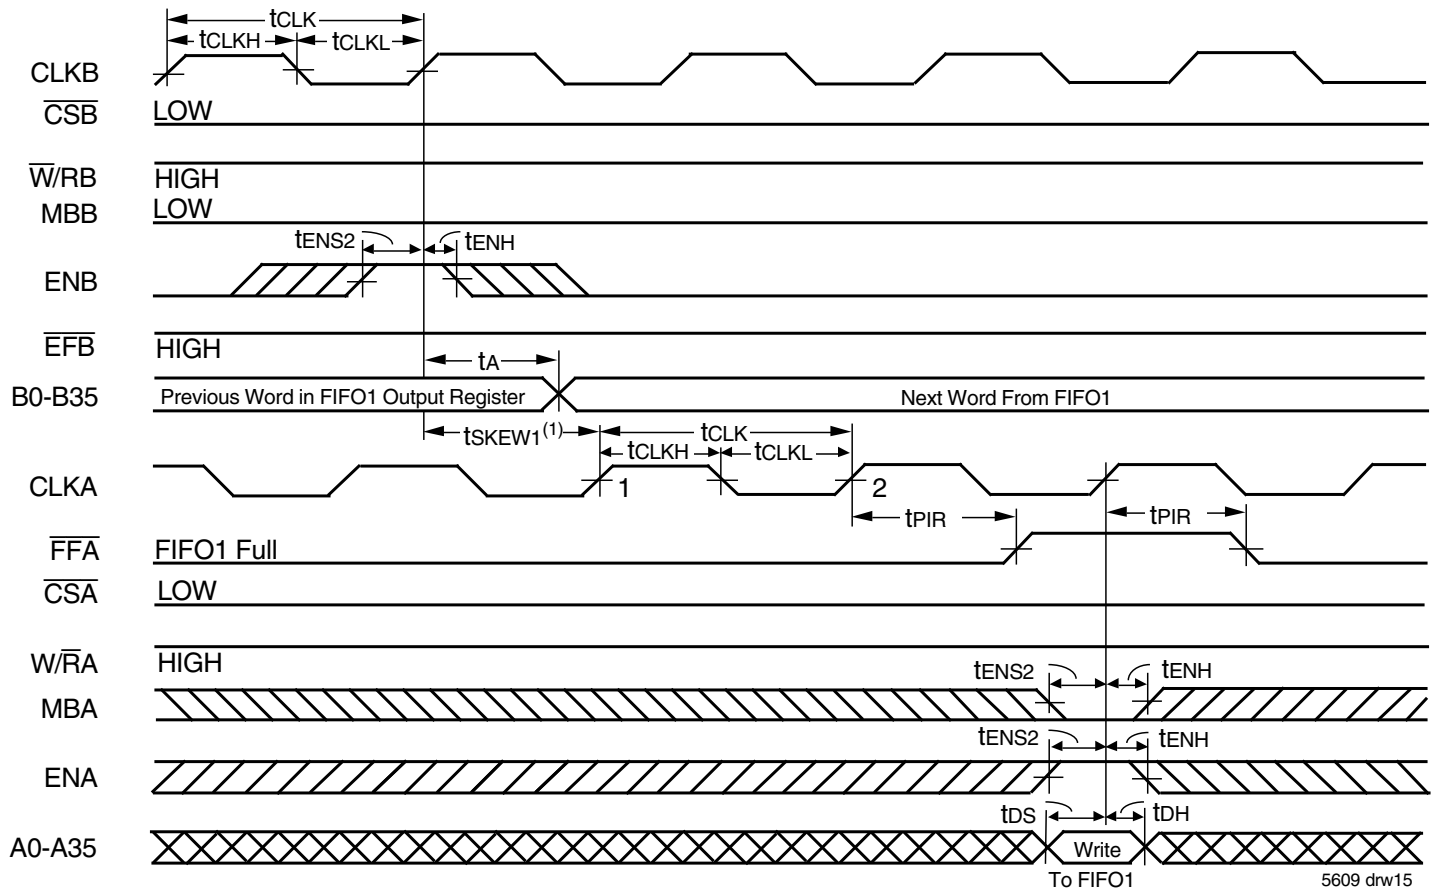 tCLK
tCLKH tCLKL
CLKB
CSB LOW
W/RB HIGH
MBB LOW
tENS2 tENH
ENB
EFB HIGH
tA
B0-B35 Previous Word in FIFO1 Output Register Next Word From FIFO1
tSKEW1(1) tCLK
tCLKH tCLKL
CLKA 1 2
tPIR tPIR
FFA FIFO1 Full
CSA LOW
W/RA HIGH
tENS2 tENH
MBA
tENS2 tENH
ENA
tDS tDH
A0-A35 Write
To FIFO1
5609 drw15